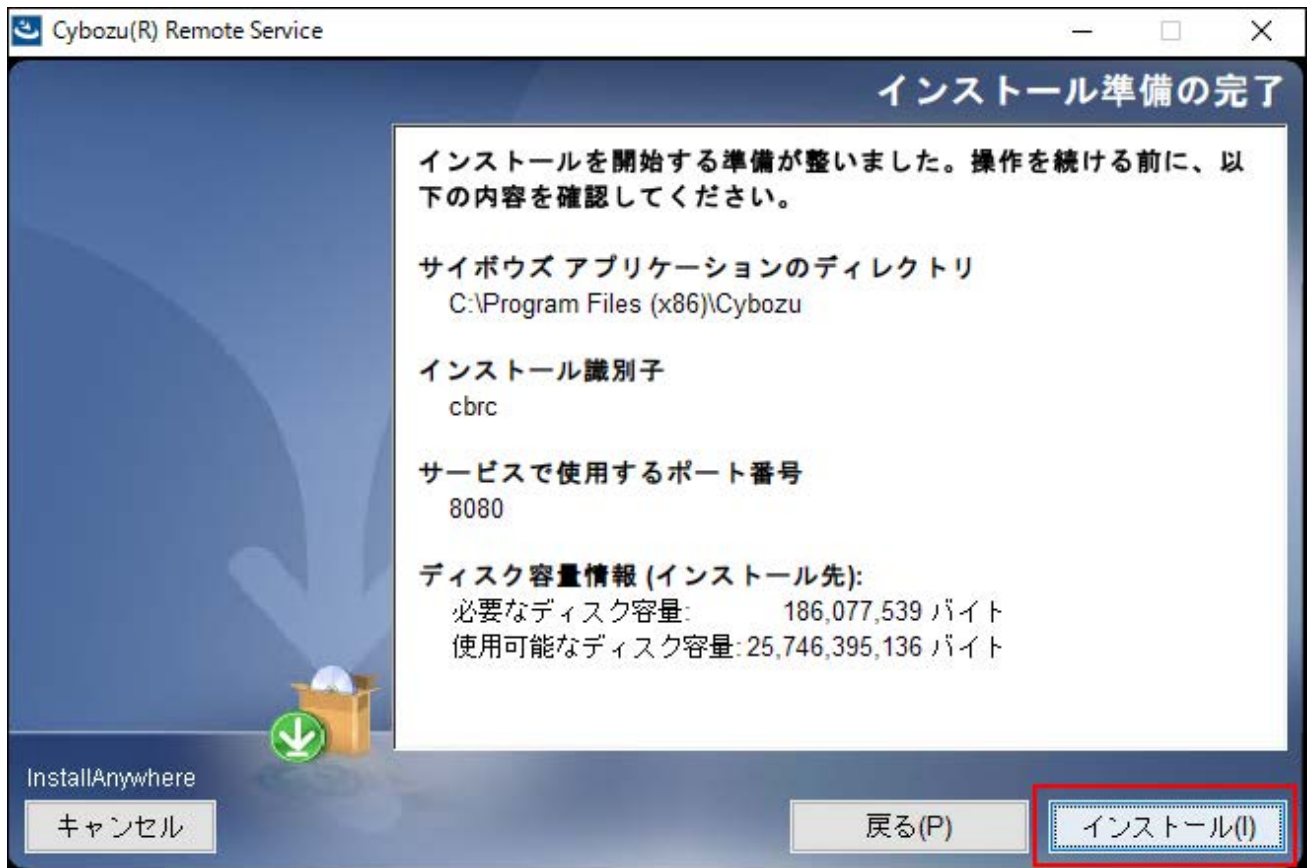 Cybozu(R) Remote Service
インストール準備の完了
インストールを開始する準備が整いました。操作を続ける前に、以
下の内容を確認してください。
サイボウズ アプリケーションのディレクトリ
C:\Program Files (x86)\Cybozu
インストール識別子
cbrc
サービスで使用するポート番号
8080
ディスク容量情報 (インストール先):
必要なディスク容量: 186,077,539 バイト
使用可能なディスク容量: 25,746,395,136 バイト
InstallAnywhere
キャンセル 戻る(P) インストール(I)